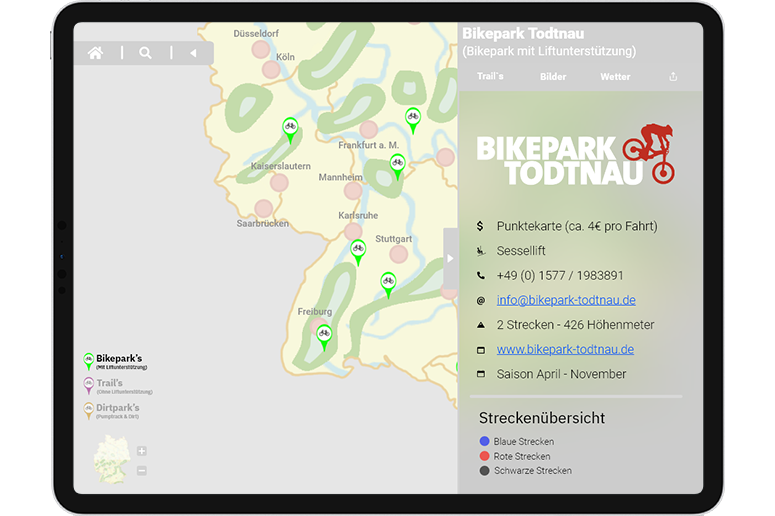 Düsseldorf
Köln
Frankfurt a. M.
Kaiserslautern
Mannheim
Saarbrücken
Karlsruhe
Stuttgart
Freiburg
Bikepark's
(Mit Liftunterstützung)
Trail's
(Ohne Liftunterstützung)
Dirtpark's
(Pumptrack & Dirt)
Bikepark Todtnau
(Bikepark mit Liftunterstützung)
Trail´s Bilder Wetter
BIKEPARK
TODTNAU
Punktekarte (ca. 4€ pro Fahrt)
Sessellift
+49 (0) 1577 / 1983891
info@bikepark-todtnau.de
2 Strecken - 426 Höhenmeter
www.bikepark-todtnau.de
Saison April - November
Streckenübersicht
Blaue Strecken
Rote Strecken
Schwarze Strecken